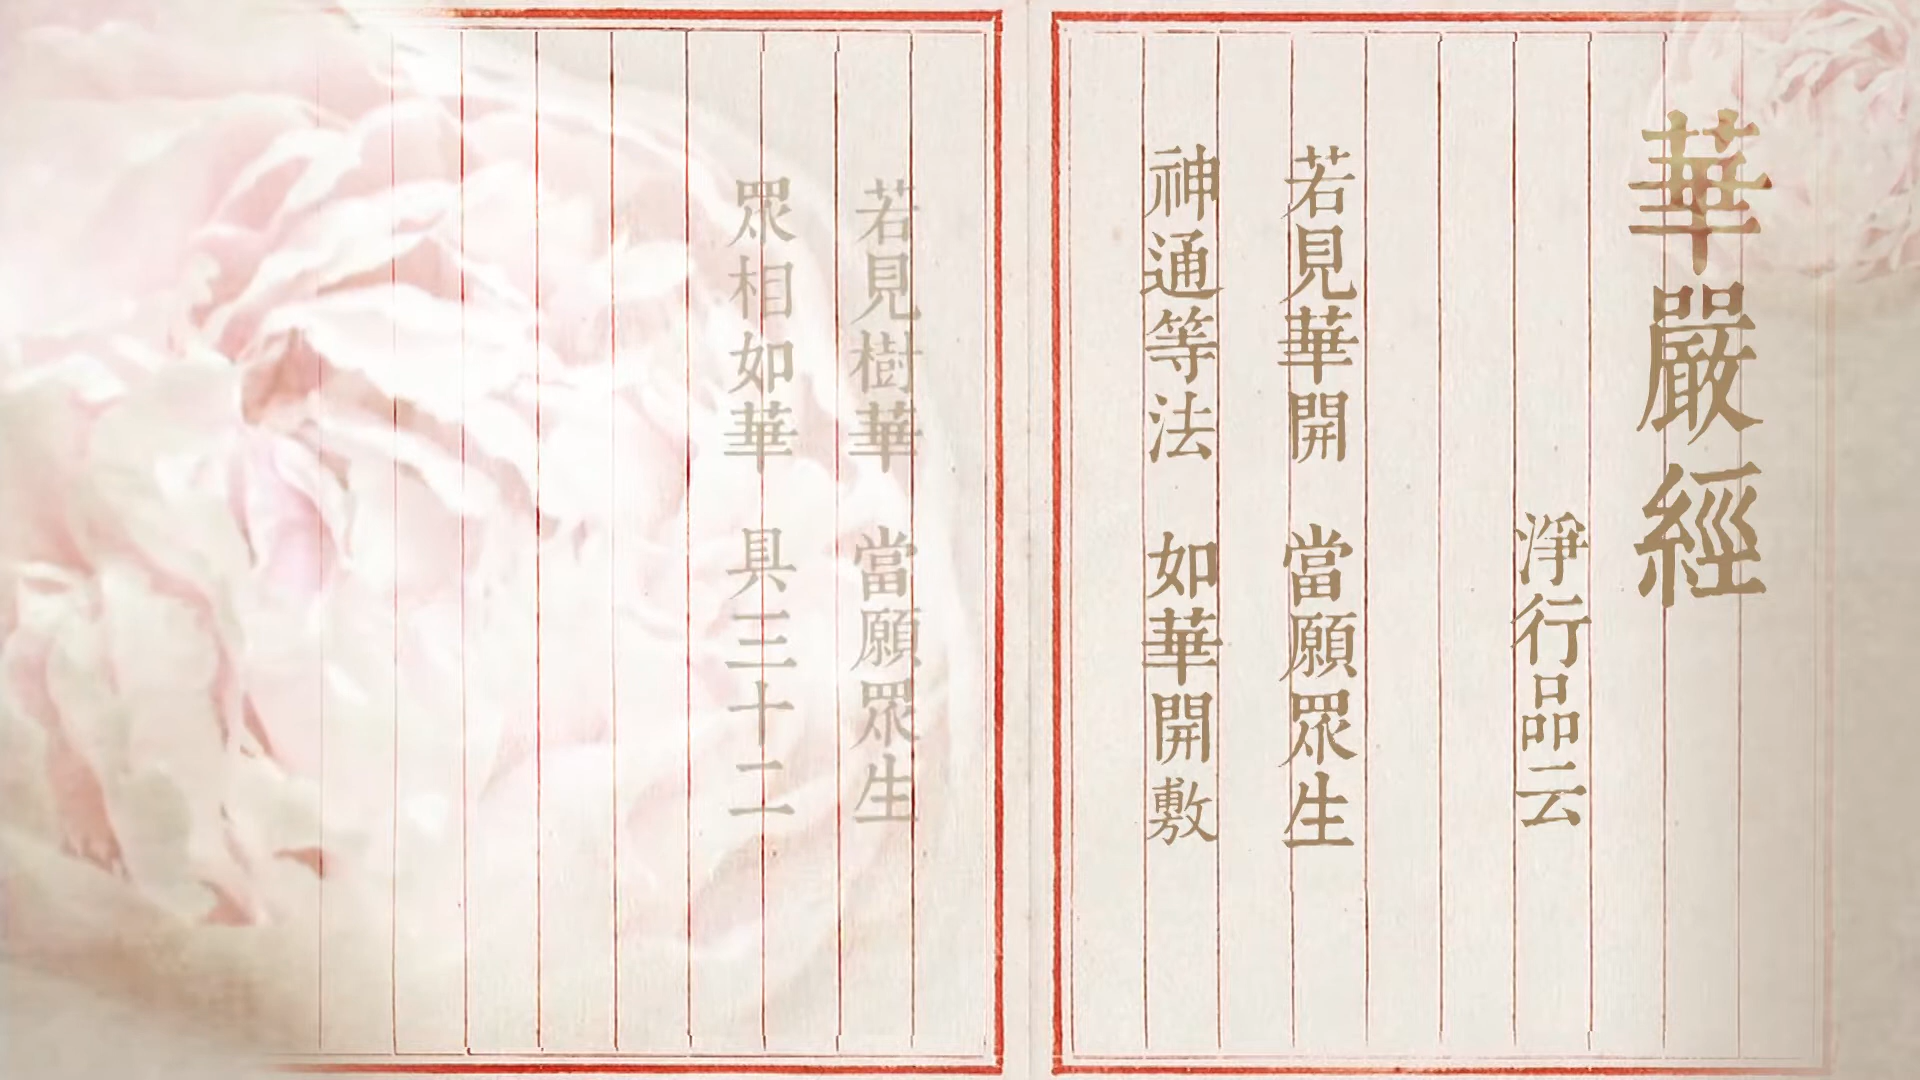 華嚴經
淨行品云
若見華開　當願眾生
神通等法　如華開敷
若見樹華　當願眾生
眾相如華　具三十二